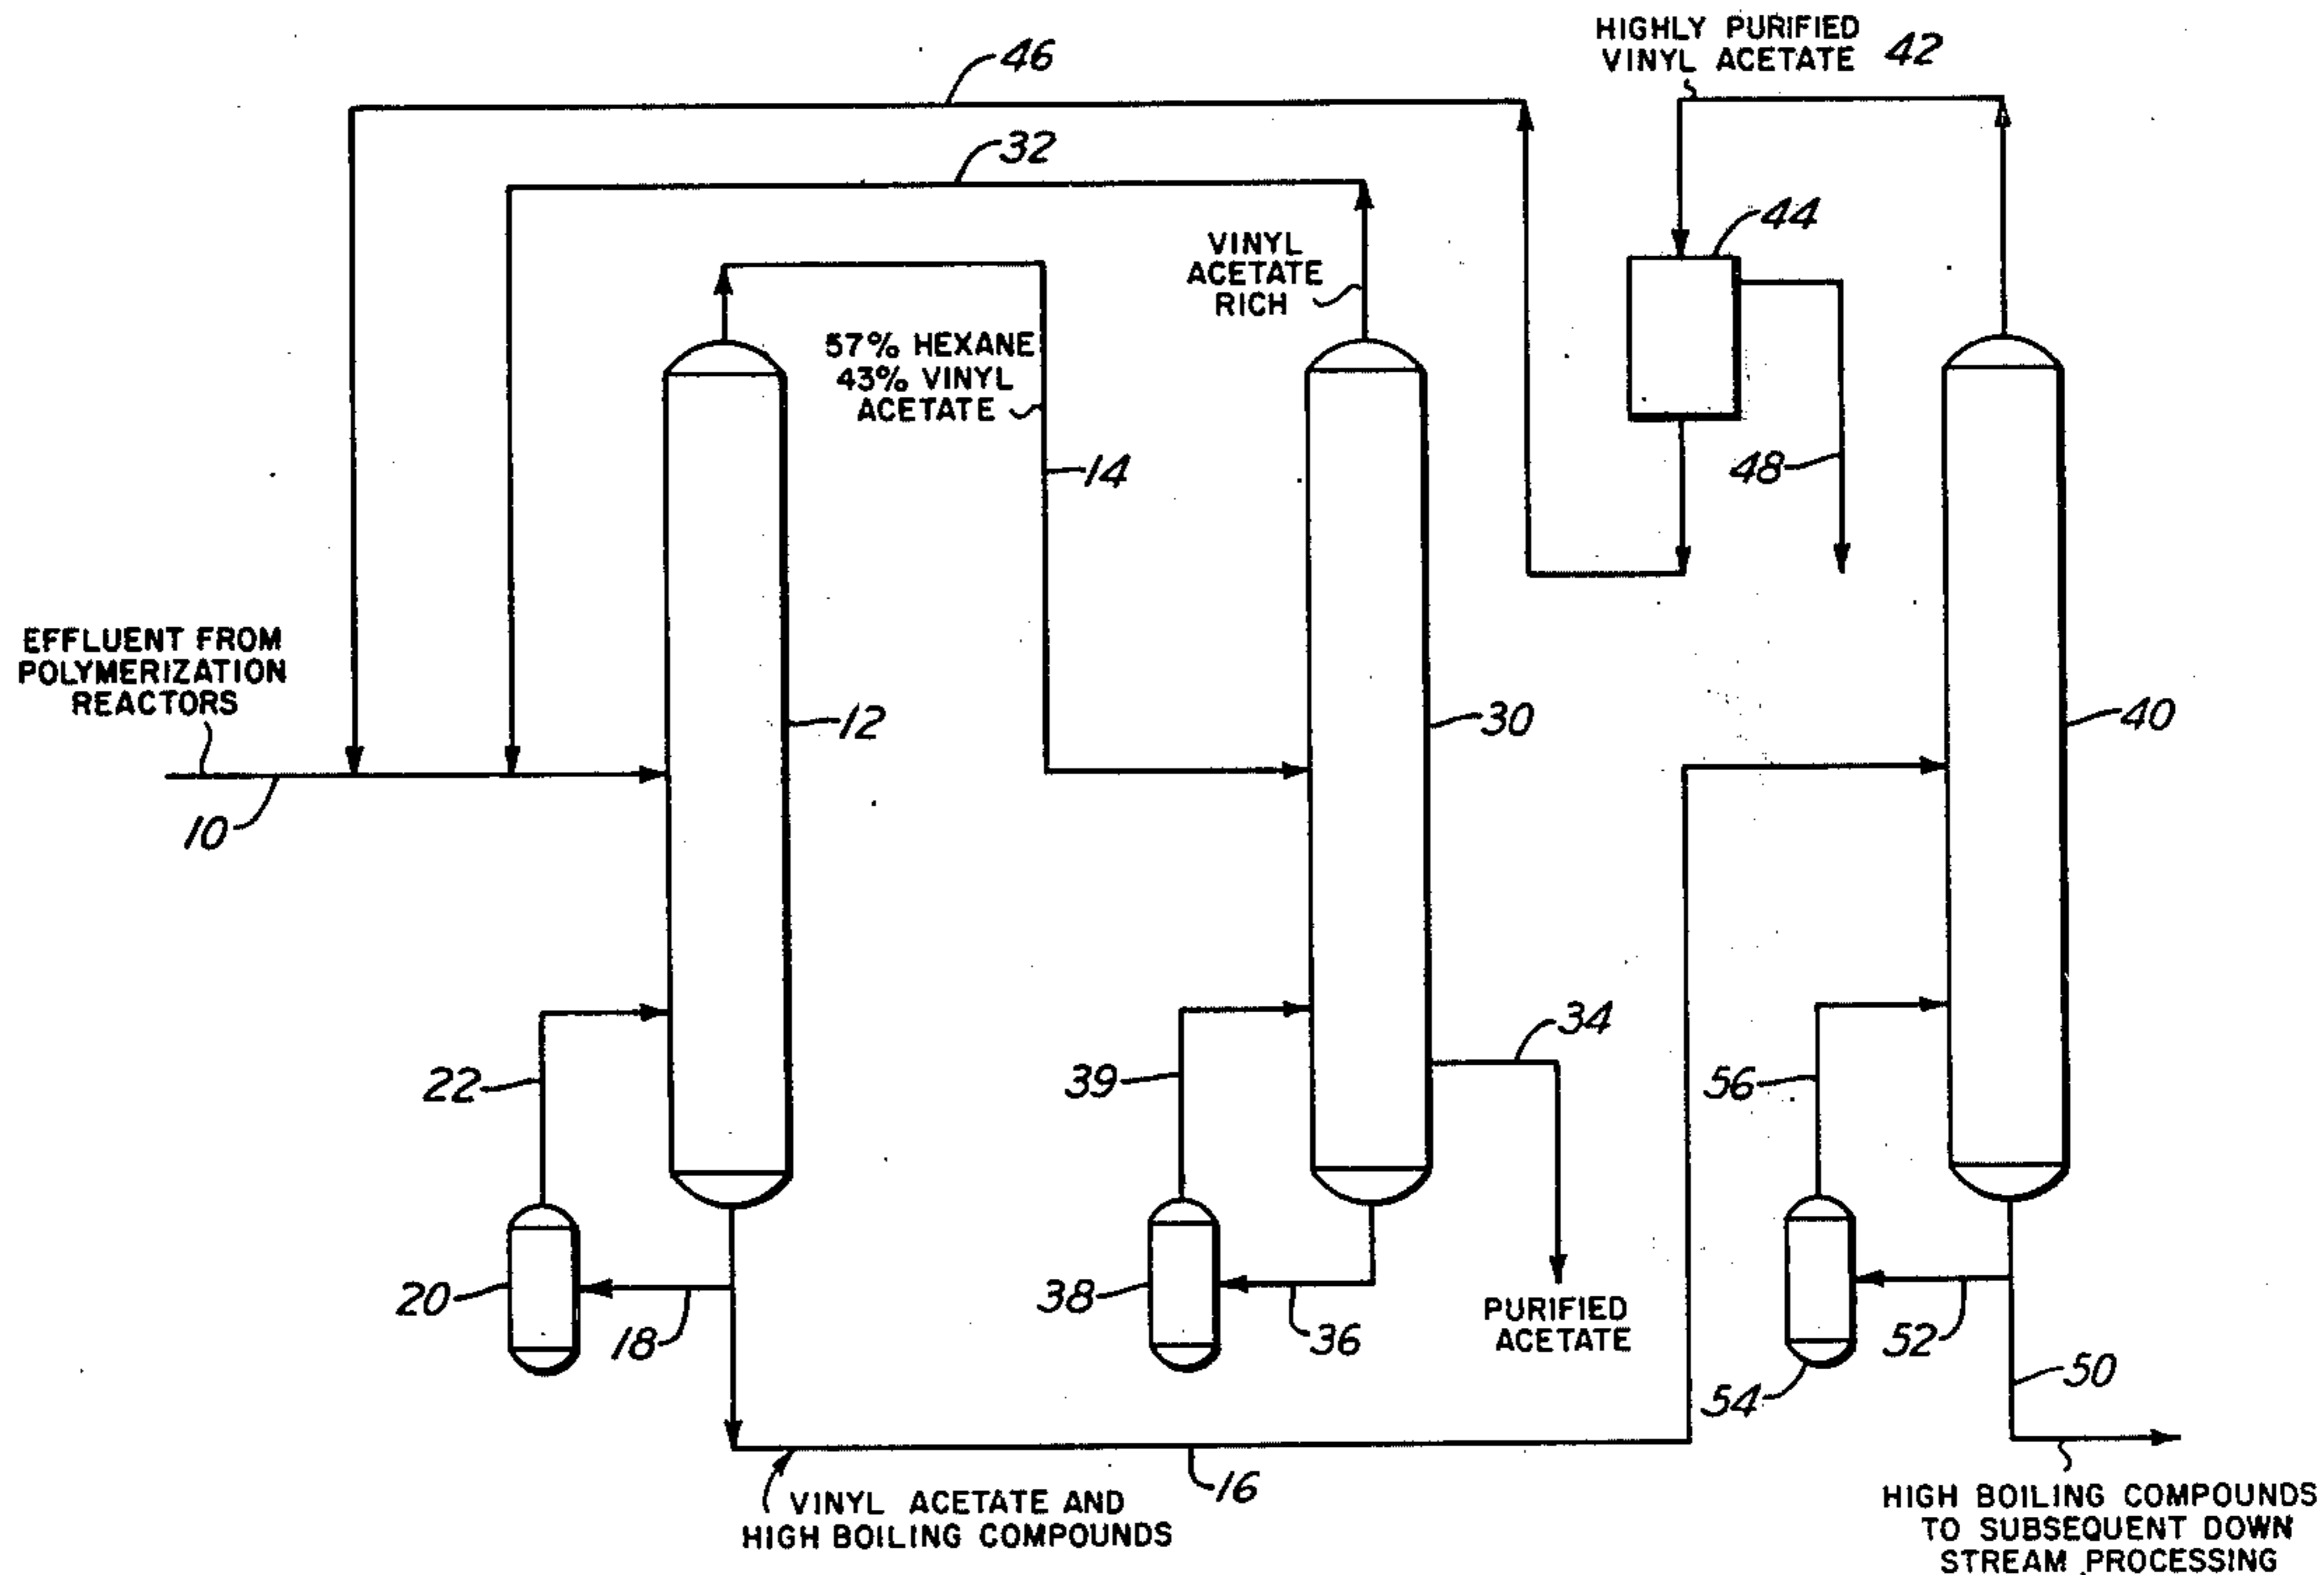 HIGHLY PURIFIED
VINYL ACETATE 42
46
32
44
VINYL
ACETATE
RICH
57% HEXANE
43% VINYL
ACETATE
14
48
EFFLUENT FROM
POLYMERIZATION
REACTORS
12
30
40
10
22
39
34
56
20
18
38
36
PURIFIED
ACETATE
52
54
50
16
VINYL ACETATE AND
HIGH BOILING COMPOUNDS
HIGH BOILING COMPOUNDS
TO SUBSEQUENT DOWN
STREAM PROCESSING